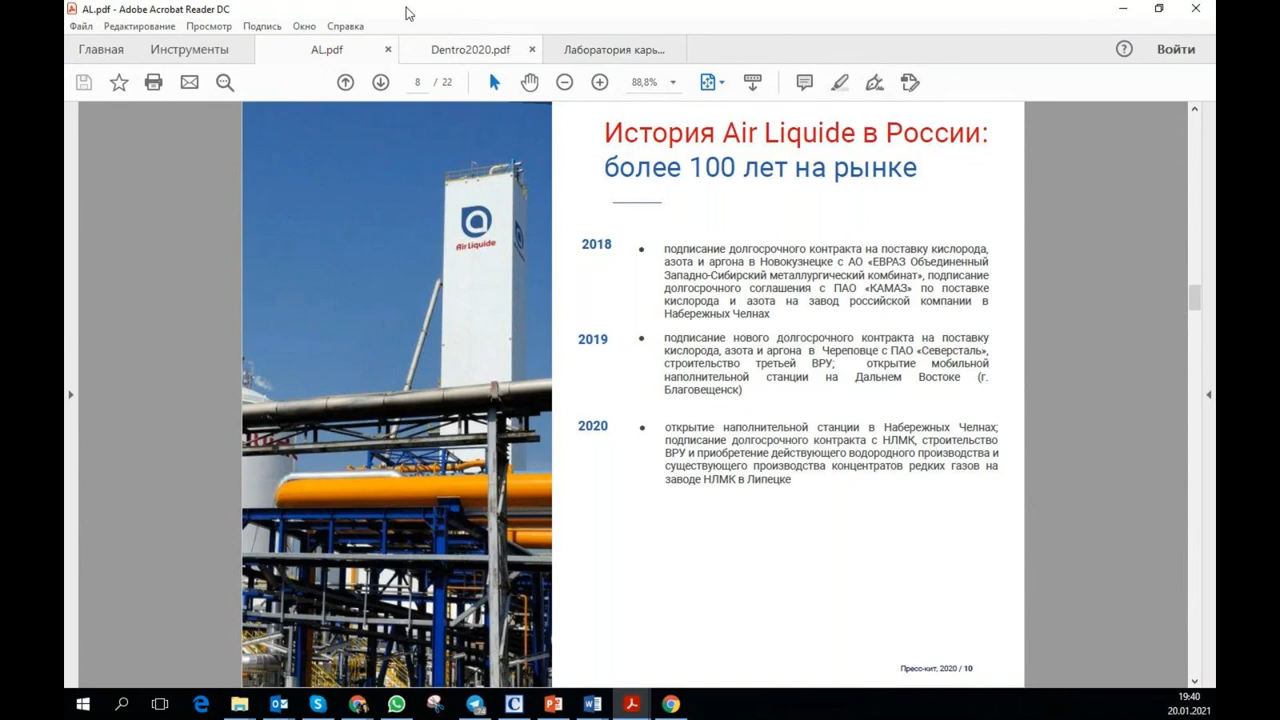 AL.pdf - Adobe Acrobat Reader DC
Файл Редактирование Просмотр Подпись Окно Справка
Главная Инструменты AL.pdf Dentro2020.pdf Лаборатория карь... Войти
8 / 22 88,8%
История Air Liquide в России:
более 100 лет на рынке
Air Liquide
2018 • подписание долгосрочного контракта на поставку кислорода,
азота и аргона в Новокузнецке с АО «ЕВРАЗ Объединенный
Западно-Сибирский металлургический комбинат», подписание
долгосрочного соглашения с ПАО «КАМАЗ» по поставке
кислорода и азота на завод российской компании в
Набережных Челнах
2019 • подписание нового долгосрочного контракта на поставку
кислорода, азота и аргона в Череповце с ПАО «Северсталь»,
строительство третьей ВРУ; открытие мобильной
наполнительной станции на Дальнем Востоке (г.
Благовещенск)
2020 • открытие наполнительной станции в Набережных Челнах;
подписание долгосрочного контракта с НЛМК, строительство
ВРУ и приобретение действующего водородного производства и
существующего производства концентратов редких газов на
заводе НЛМК в Липецке
Пресс-кит, 2020 / 10
19:40
20.01.2021